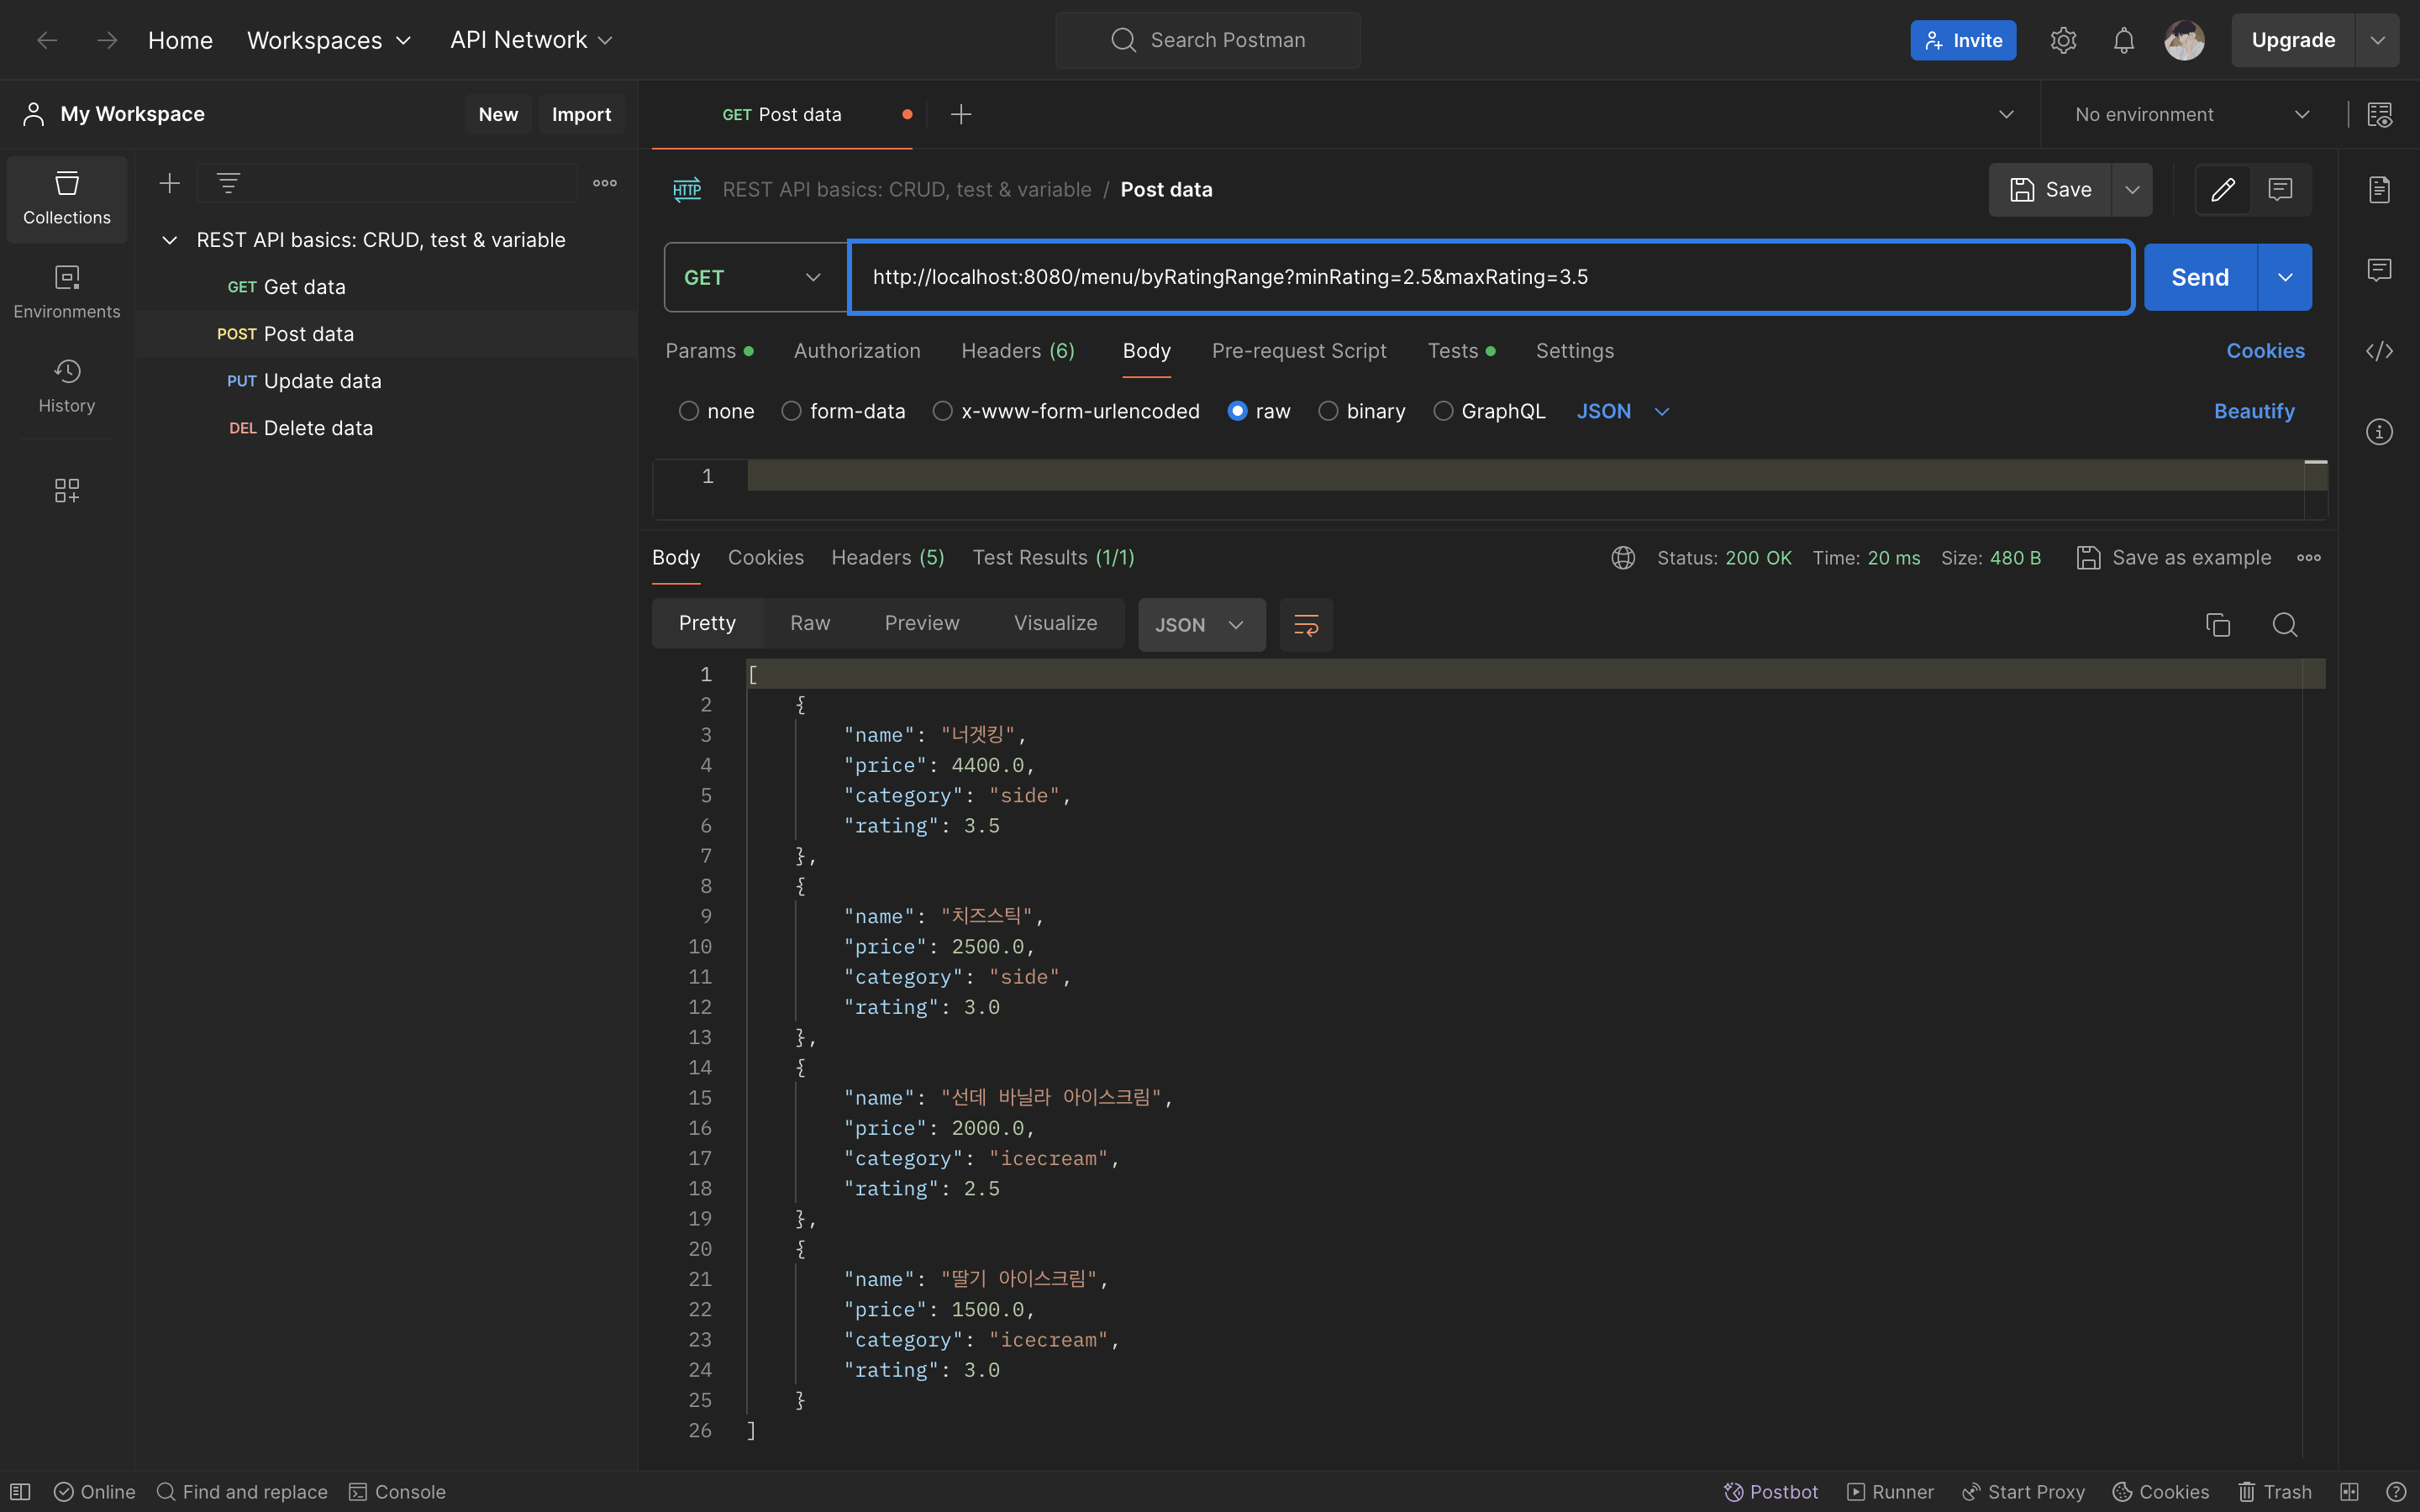 Home Workspaces API Network Search Postman Invite Upgrade
My Workspace New Import GET Post data No environment
Collections
Environments
History
REST API basics: CRUD, test & variable
GET Get data
POST Post data
PUT Update data
DEL Delete data
HTTP REST API basics: CRUD, test & variable / Post data Save
GET http://localhost:8080/menu/byRatingRange?minRating=2.5&maxRating=3.5 Send
Params Authorization Headers (6) Body Pre-request Script Tests Settings Cookies
none form-data x-www-form-urlencoded raw binary GraphQL JSON Beautify
1
Body Cookies Headers (5) Test Results (1/1) Status: 200 OK Time: 20 ms Size: 480 B Save as example
Pretty Raw Preview Visualize JSON
1 [
2 {
3 "name": "너겟킹",
4 "price": 4400.0,
5 "category": "side",
6 "rating": 3.5
7 },
8 {
9 "name": "치즈스틱",
10 "price": 2500.0,
11 "category": "side",
12 "rating": 3.0
13 },
14 {
15 "name": "선데 바닐라 아이스크림",
16 "price": 2000.0,
17 "category": "icecream",
18 "rating": 2.5
19 },
20 {
21 "name": "딸기 아이스크림",
22 "price": 1500.0,
23 "category": "icecream",
24 "rating": 3.0
25 }
26 ]
Online Find and replace Console Postbot Runner Start Proxy Cookies Trash